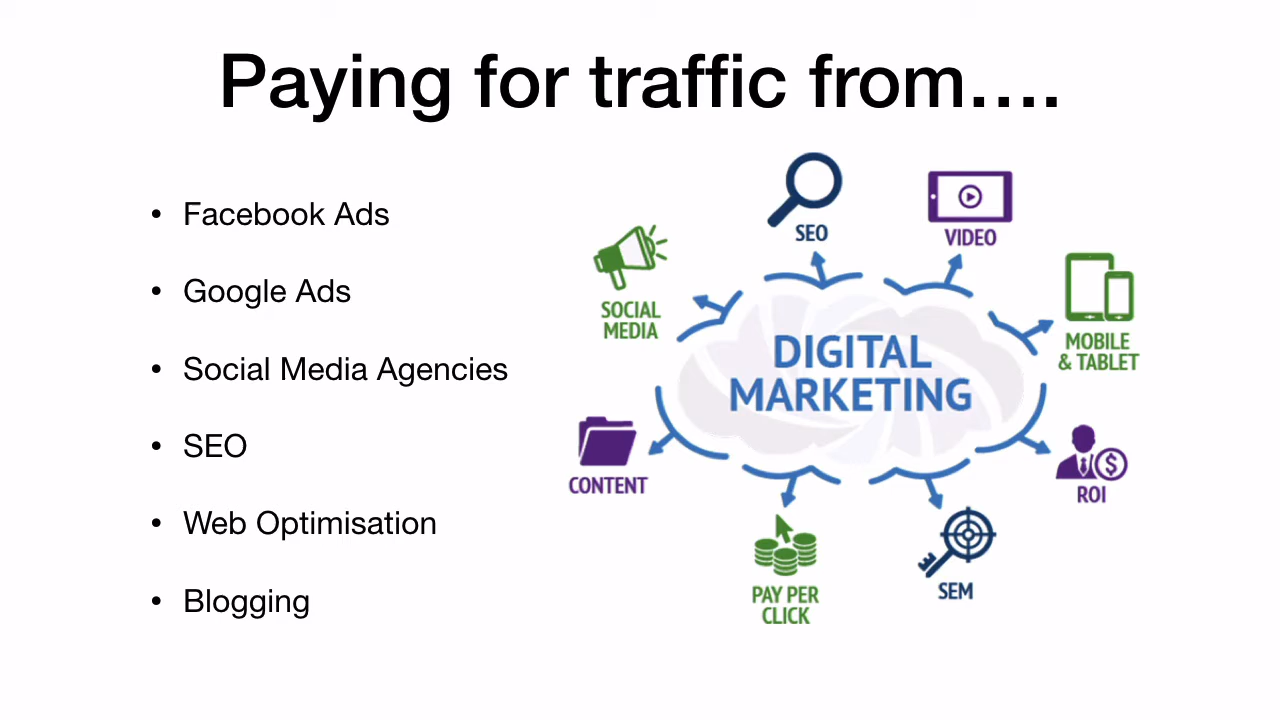 Paying for traffic from….
• Facebook Ads
• Google Ads
• Social Media Agencies
• SEO
• Web Optimisation
• Blogging
SEO
VIDEO
SOCIAL
MEDIA
MOBILE
& TABLET
DIGITAL
MARKETING
CONTENT
$
ROI
PAY PER
CLICK
SEM